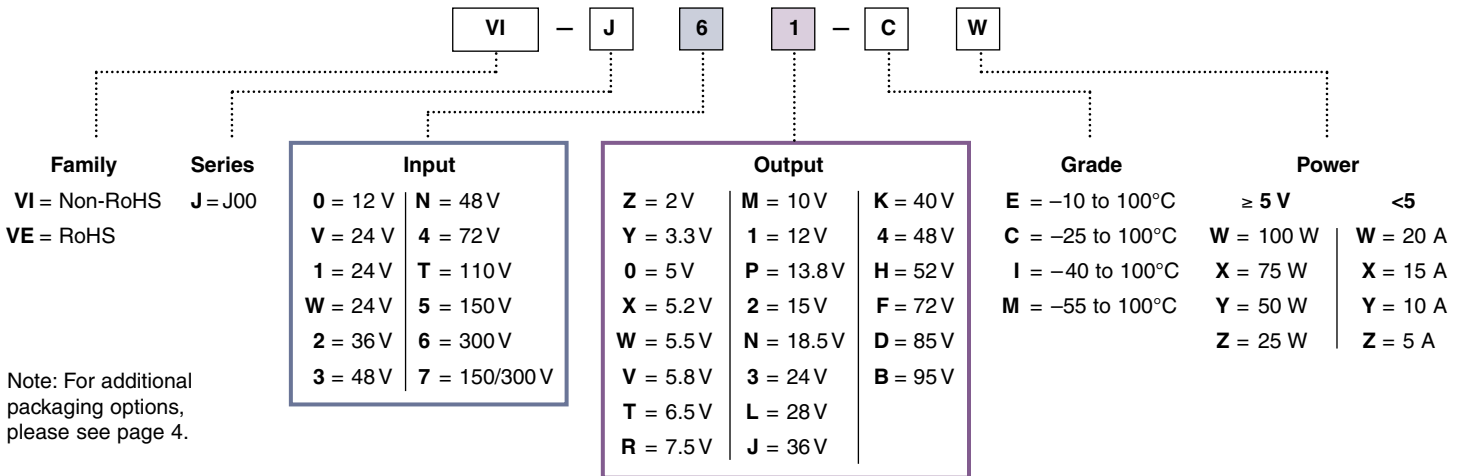 VI – J 6 1 – C W
Family Series Input Output Grade Power
VI = Non-RoHS J = J00
VE = RoHS
0 = 12 V N = 48 V
V = 24 V 4 = 72 V
1 = 24 V T = 110 V
W = 24 V 5 = 150 V
2 = 36 V 6 = 300 V
3 = 48 V 7 = 150/300 V
Z = 2 V M = 10 V K = 40 V
Y = 3.3 V 1 = 12 V 4 = 48 V
0 = 5 V P = 13.8 V H = 52 V
X = 5.2 V 2 = 15 V F = 72 V
W = 5.5 V N = 18.5 V D = 85 V
V = 5.8 V 3 = 24 V B = 95 V
T = 6.5 V L = 28 V
R = 7.5 V J = 36 V
E = –10 to 100°C
C = –25 to 100°C
I = –40 to 100°C
M = –55 to 100°C
≥ 5 V <5
W = 100 W W = 20 A
X = 75 W X = 15 A
Y = 50 W Y = 10 A
Z = 25 W Z = 5 A
Note: For additional
packaging options,
please see page 4.